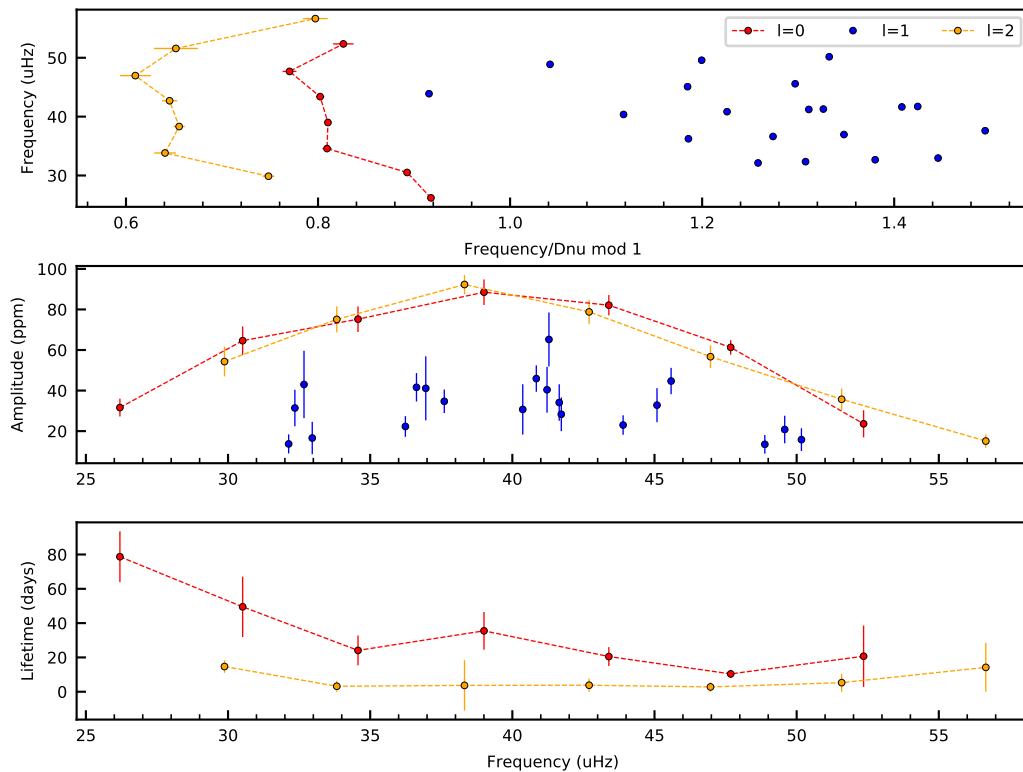 l=0 l=1 l=2
Frequency (uHz)
50
40
30
0.6 0.8 1.0 1.2 1.4
Frequency/Dnu mod 1
Amplitude (ppm)
100
80
60
40
20
25 30 35 40 45 50 55
Lifetime (days)
80
60
40
20
0
25 30 35 40 45 50 55
Frequency (uHz)